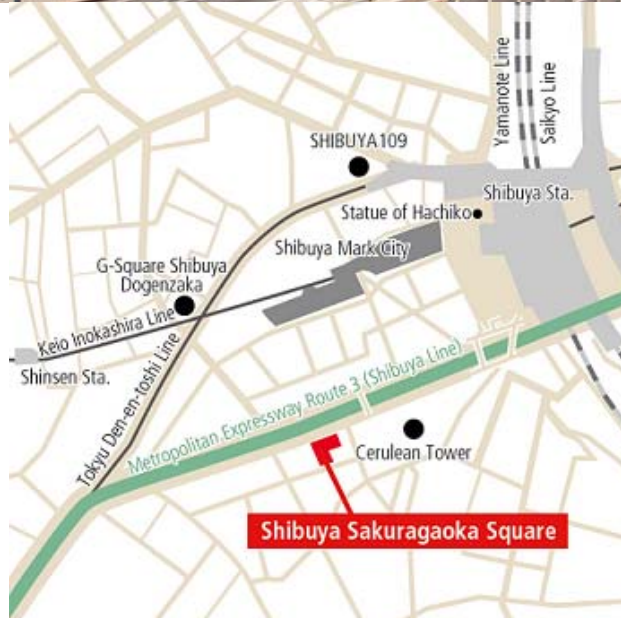 Yamanote Line
Saikyo Line
SHIBUYA109
Shibuya Sta.
Statue of Hachiko
Shibuya Mark City
G-Square Shibuya
Dogenzaka
Keio Inokashira Line
Shinsen Sta.
Tokyu Den-en-toshi Line
Metropolitan Expressway Route 3 (Shibuya Line)
Cerulean Tower
Shibuya Sakuragaoka Square